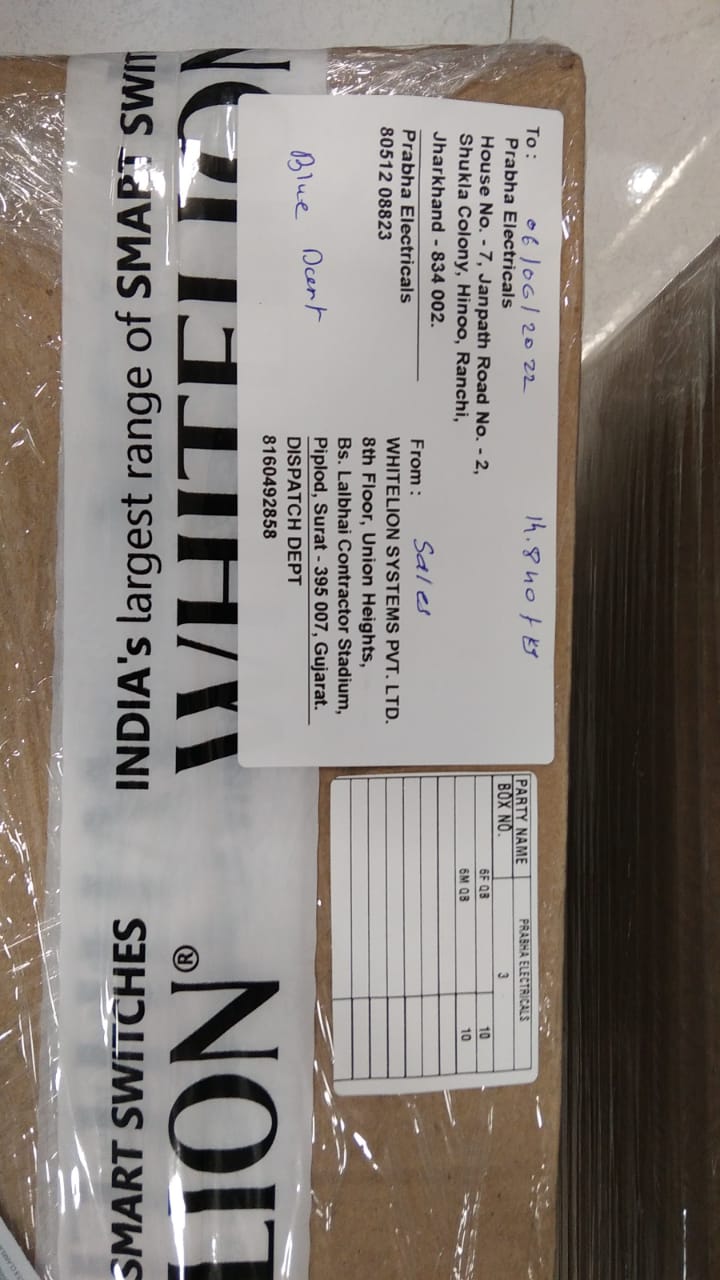 To :
06/06/2022
14.840 / kg
Prabha Electricals
House No. - 7, Janpath Road No. - 2,
Shukla Colony, Hinoo, Ranchi,
Jharkhand - 834 002.
Prabha Electricals
80512 08823
Blue Dart
From :
Sales
WHITELION SYSTEMS PVT. LTD.
8th Floor, Union Heights,
Bs. Lalbhai Contractor Stadium,
Piplod, Surat - 395 007, Gujarat.
DISPATCH DEPT
8160492858
PARTY NAME PRABHA ELECTRICALS
BOX NO. 3
6F QB 10
6M QB 10
WHITELION
INDIA's largest range of SMART SWIT
WHITE
LION®
SMART SWITCHES